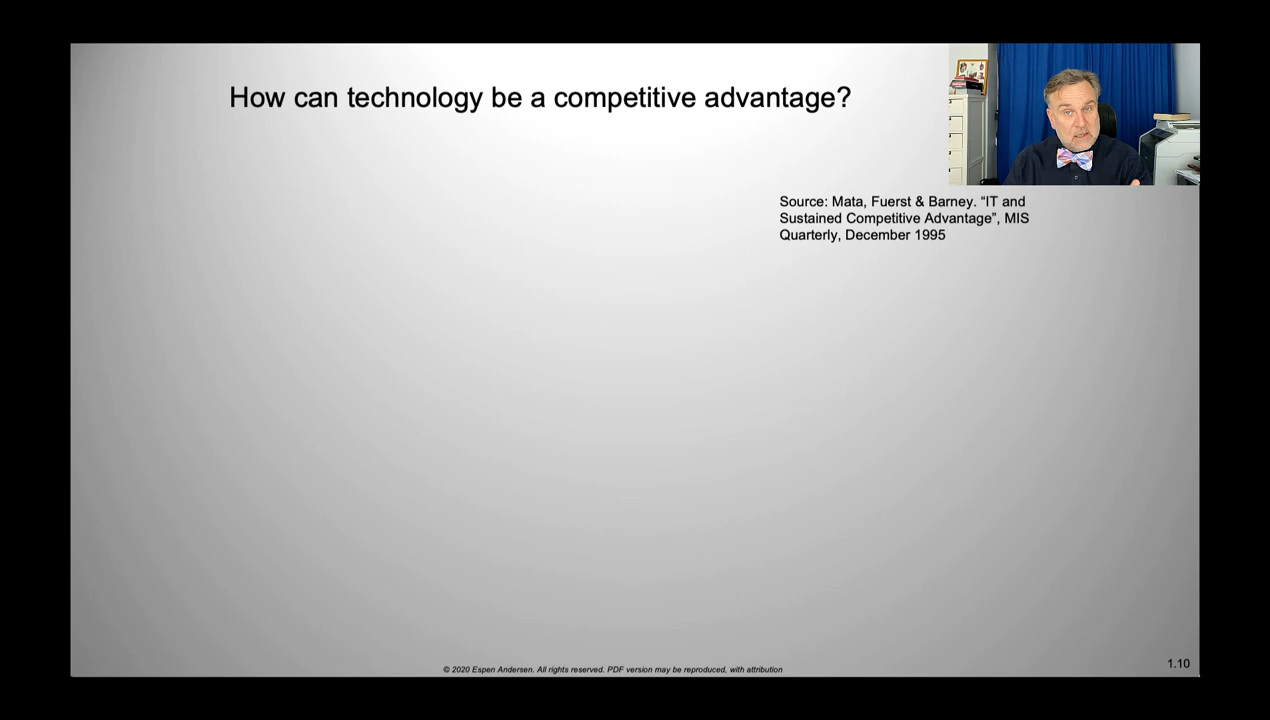 How can technology be a competitive advantage?
Source: Mata, Fuerst & Barney. “IT and
Sustained Competitive Advantage”, MIS
Quarterly, December 1995
© 2020 Espen Andersen. All rights reserved. PDF version may be reproduced, with attribution
1.10